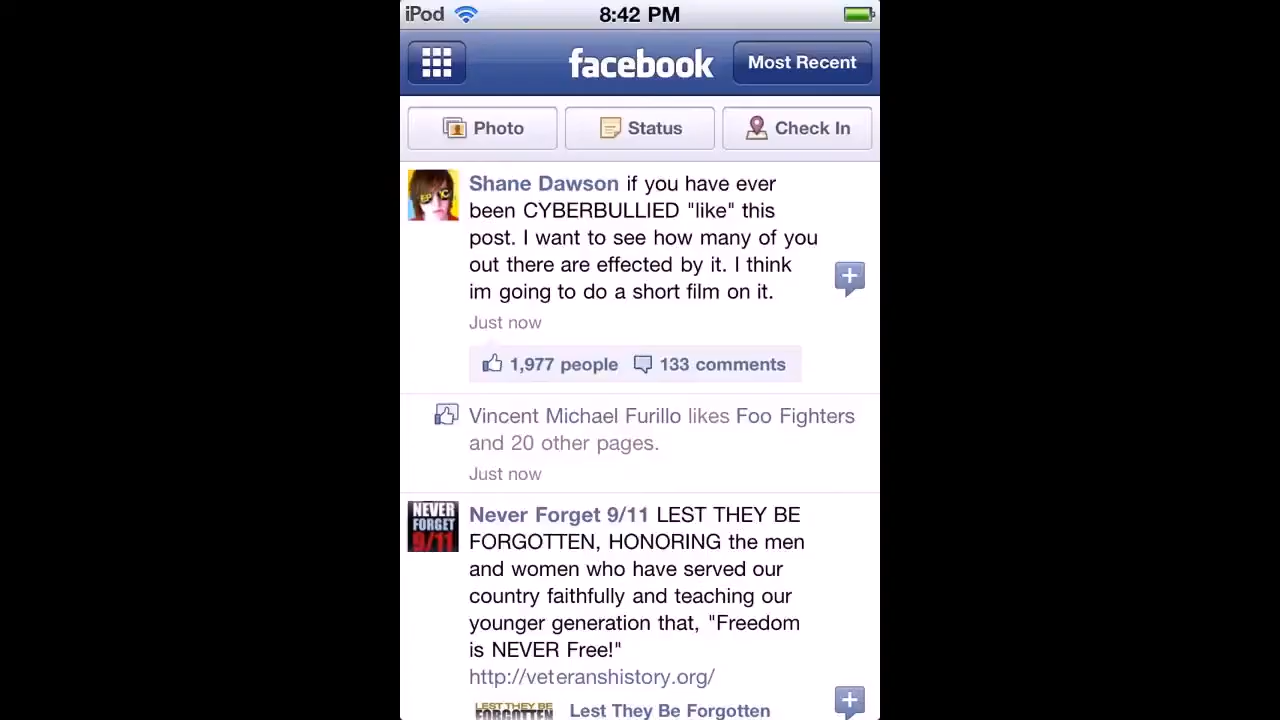 iPod 8:42 PM
facebook Most Recent
Photo Status Check In
Shane Dawson if you have ever
been CYBERBULLIED "like" this
post. I want to see how many of you
out there are effected by it. I think
im going to do a short film on it.
Just now
1,977 people 133 comments
Vincent Michael Furillo likes Foo Fighters
and 20 other pages.
Just now
NEVER
FORGET
9/11
Never Forget 9/11 LEST THEY BE
FORGOTTEN, HONORING the men
and women who have served our
country faithfully and teaching our
younger generation that, "Freedom
is NEVER Free!"
http://veteranshistory.org/
LEST THEY BE
FORGOTTEN
Lest They Be Forgotten